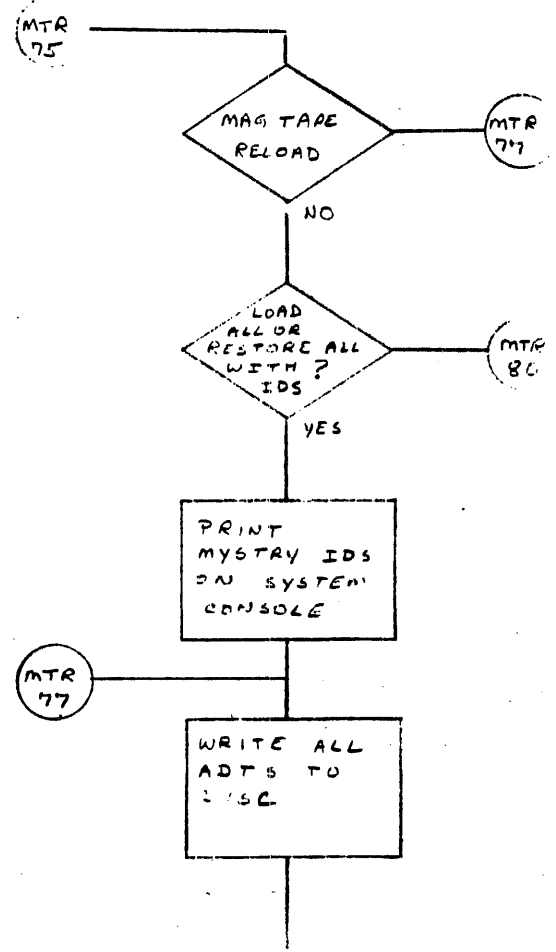 MTR
75
MAG TAPE
RELOAD
MTR
77
NO
LOAD
ALL OR
RESTORE ALL
WITH ?
IDS
MTR
80
YES
PRINT
MYSTRY IDS
ON SYSTEM
CONSOLE
MTR
77
WRITE ALL
ADTS TO
DISC